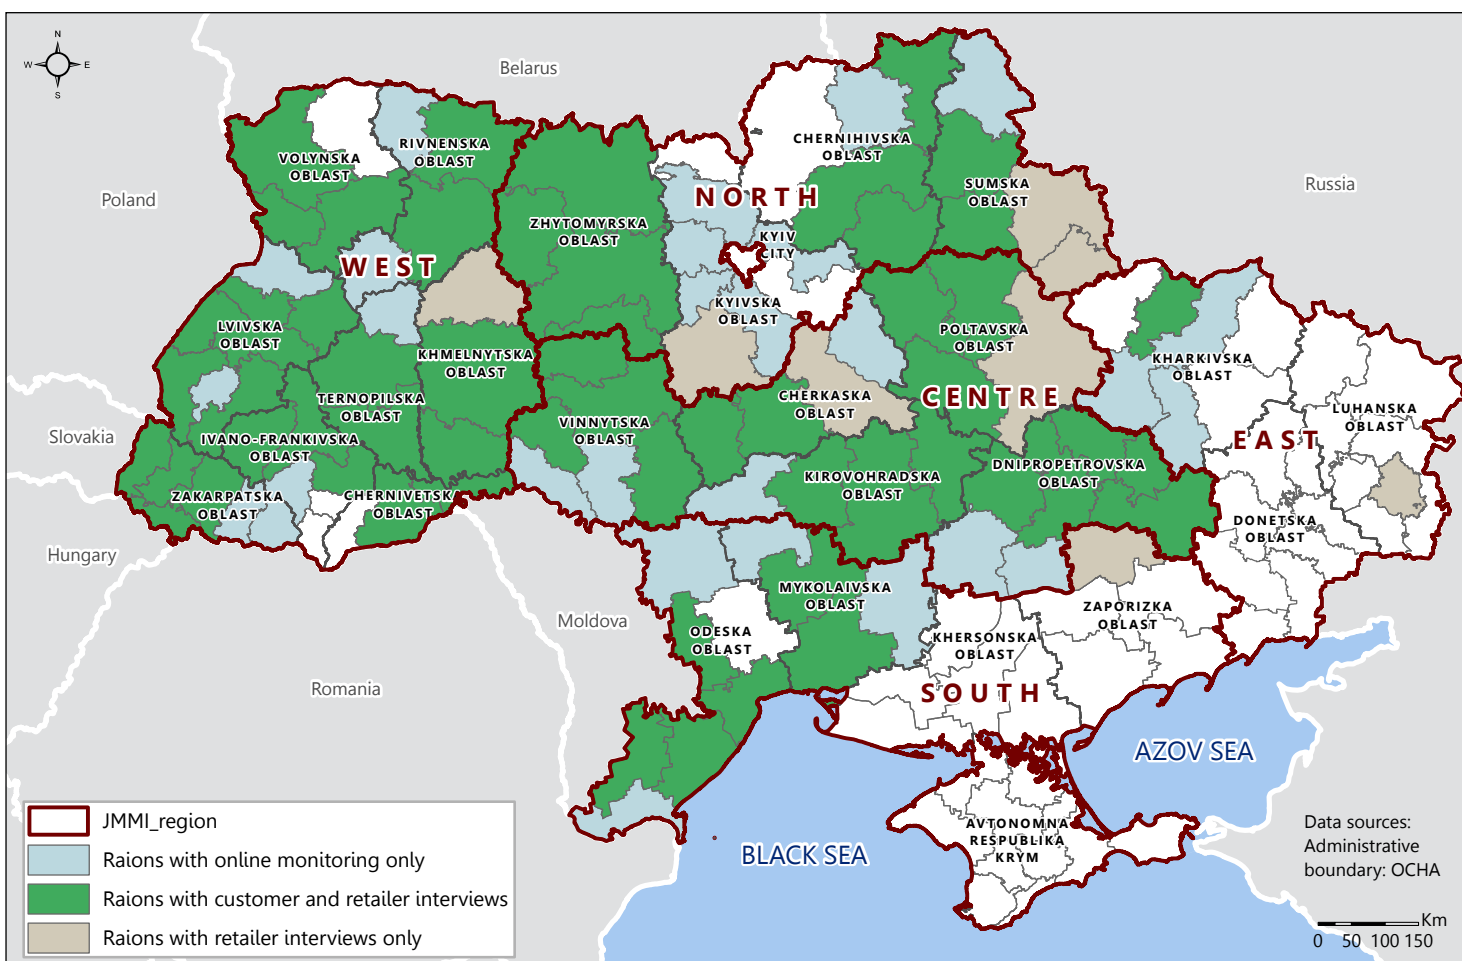 N
W E
S
Belarus
Poland
Russia
Slovakia
Hungary
Moldova
Romania
VOLYNSKA
OBLAST
RIVNENSKA
OBLAST
ZHYTOMYRSKA
OBLAST
NORTH
CHERNIHIVSKA
OBLAST
SUMSKA
OBLAST
KYIV
CITY
WEST
KYIVSKA
OBLAST
LVIVSKA
OBLAST
KHMELNYTSKA
OBLAST
POLTAVSKA
OBLAST
KHARKIVSKA
OBLAST
TERNOPILSKA
OBLAST
CHERKASKA
OBLAST
CENTRE
LUHANSKA
OBLAST
IVANO-FRANKIVSKA
OBLAST
VINNYTSKA
OBLAST
EAST
ZAKARPATSKA
OBLAST
CHERNIVETSKA
OBLAST
KIROVOHRADSKA
OBLAST
DNIPROPETROVSKA
OBLAST
DONETSKA
OBLAST
MYKOLAIVSKA
OBLAST
ZAPORIZKA
OBLAST
ODESKA
OBLAST
KHERSONSKA
OBLAST
SOUTH
AZOV SEA
AVTONOMNA
RESPUBLIKA
KRYM
BLACK SEA
JMMI_region
Raions with online monitoring only
Raions with customer and retailer interviews
Raions with retailer interviews only
Data sources:
Administrative
boundary: OCHA
Km
0 50 100 150